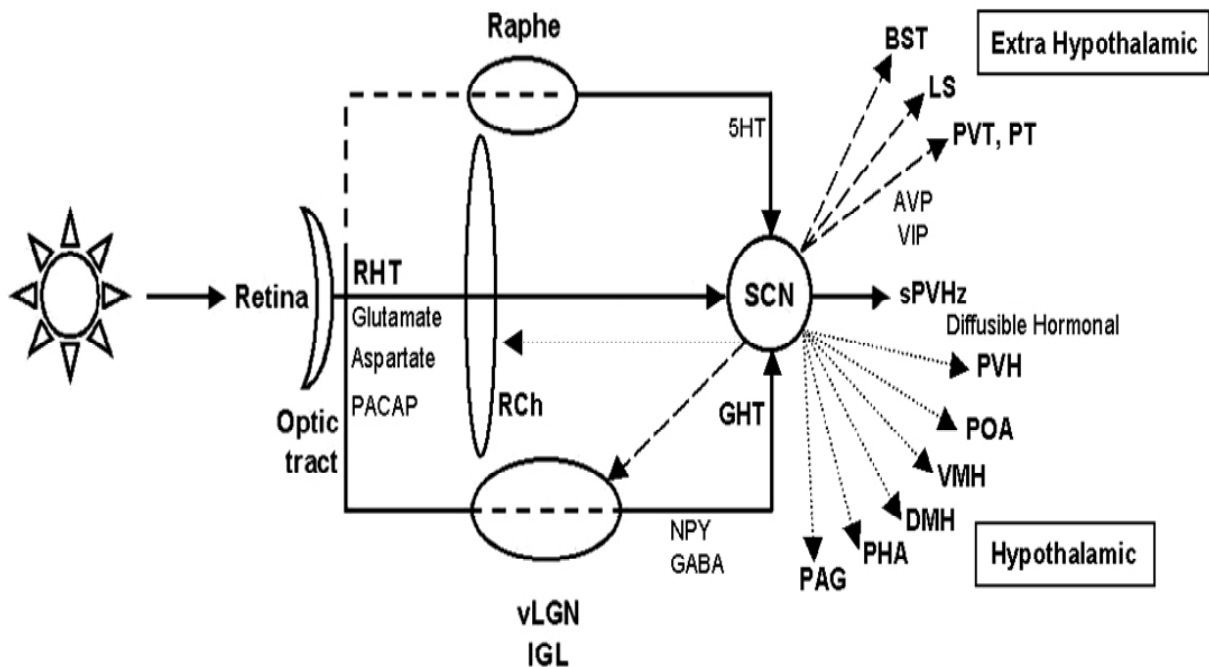 Raphe
BST
Extra Hypothalamic
LS
5HT
PVT, PT
AVP
VIP
Retina
RHT
SCN
sPVHz
Glutamate
Diffusible Hormonal
Aspartate
PVH
PACAP
RCh
GHT
Optic
tract
POA
VMH
DMH
NPY
GABA
PHA
Hypothalamic
PAG
vLGN
IGL